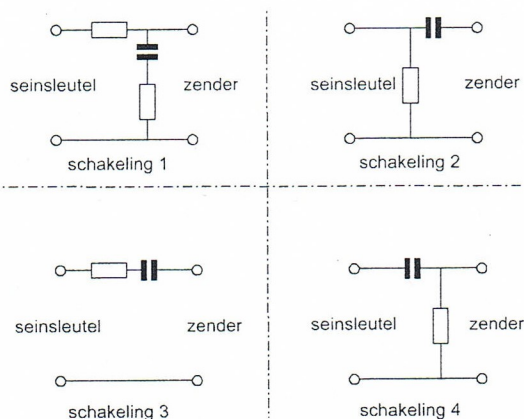 seinsleutel zender
schakeling 1
seinsleutel zender
schakeling 2
seinsleutel zender
schakeling 3
seinsleutel zender
schakeling 4